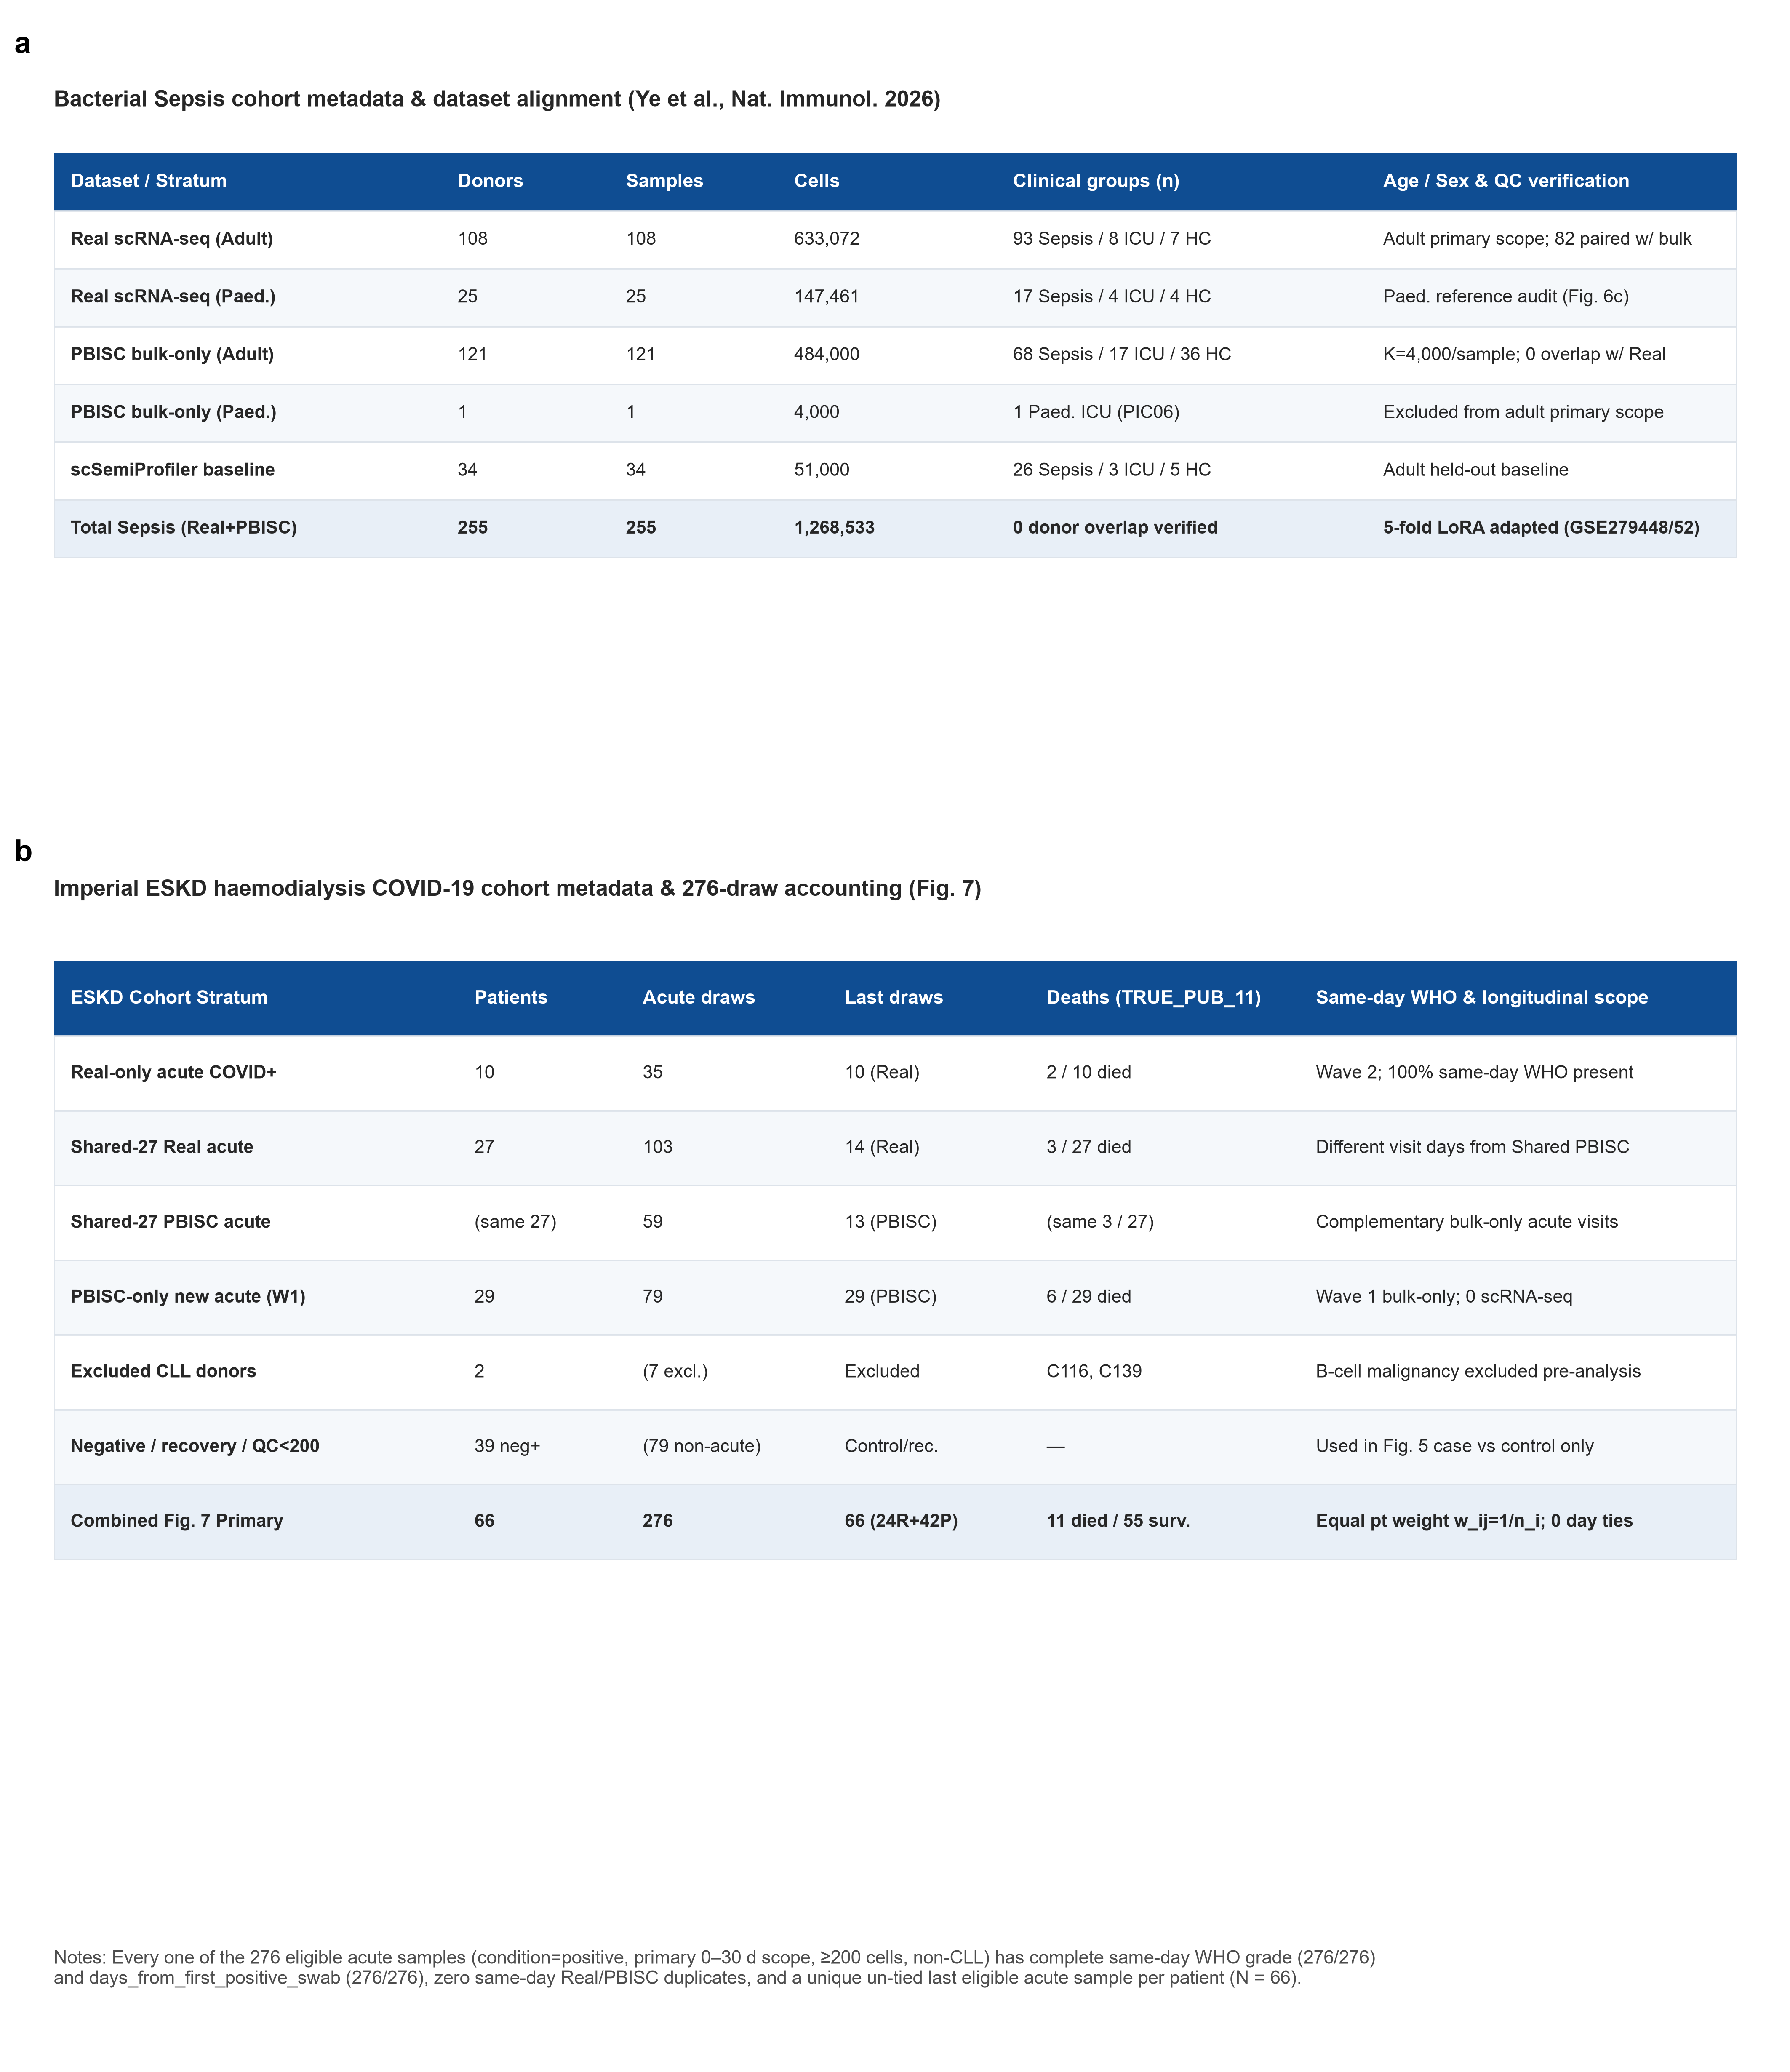 a
Bacterial Sepsis cohort metadata & dataset alignment (Ye et al., Nat. Immunol. 2026)
Dataset / Stratum Donors Samples Cells Clinical groups (n) Age / Sex & QC verification
Real scRNA-seq (Adult) 108 108 633,072 93 Sepsis / 8 ICU / 7 HC Adult primary scope; 82 paired w/ bulk
Real scRNA-seq (Paed.) 25 25 147,461 17 Sepsis / 4 ICU / 4 HC Paed. reference audit (Fig. 6c)
PBISC bulk-only (Adult) 121 121 484,000 68 Sepsis / 17 ICU / 36 HC K=4,000/sample; 0 overlap w/ Real
PBISC bulk-only (Paed.) 1 1 4,000 1 Paed. ICU (PIC06) Excluded from adult primary scope
scSemiProfiler baseline 34 34 51,000 26 Sepsis / 3 ICU / 5 HC Adult held-out baseline
Total Sepsis (Real+PBISC) 255 255 1,268,533 0 donor overlap verified 5-fold LoRA adapted (GSE279448/52)
b
Imperial ESKD haemodialysis COVID-19 cohort metadata & 276-draw accounting (Fig. 7)
ESKD Cohort Stratum Patients Acute draws Last draws Deaths (TRUE_PUB_11) Same-day WHO & longitudinal scope
Real-only acute COVID+ 10 35 10 (Real) 2 / 10 died Wave 2; 100% same-day WHO present
Shared-27 Real acute 27 103 14 (Real) 3 / 27 died Different visit days from Shared PBISC
Shared-27 PBISC acute (same 27) 59 13 (PBISC) (same 3 / 27) Complementary bulk-only acute visits
PBISC-only new acute (W1) 29 79 29 (PBISC) 6 / 29 died Wave 1 bulk-only; 0 scRNA-seq
Excluded CLL donors 2 (7 excl.) Excluded C116, C139 B-cell malignancy excluded pre-analysis
Negative / recovery / QC<200 39 neg+ (79 non-acute) Control/rec. — Used in Fig. 5 case vs control only
Combined Fig. 7 Primary 66 276 66 (24R+42P) 11 died / 55 surv. Equal pt weight w_ij=1/n_i; 0 day ties
Notes: Every one of the 276 eligible acute samples (condition=positive, primary 0–30 d scope, ≥200 cells, non-CLL) has complete same-day WHO grade (276/276)
and days_from_first_positive_swab (276/276), zero same-day Real/PBISC duplicates, and a unique un-tied last eligible acute sample per patient (N = 66).